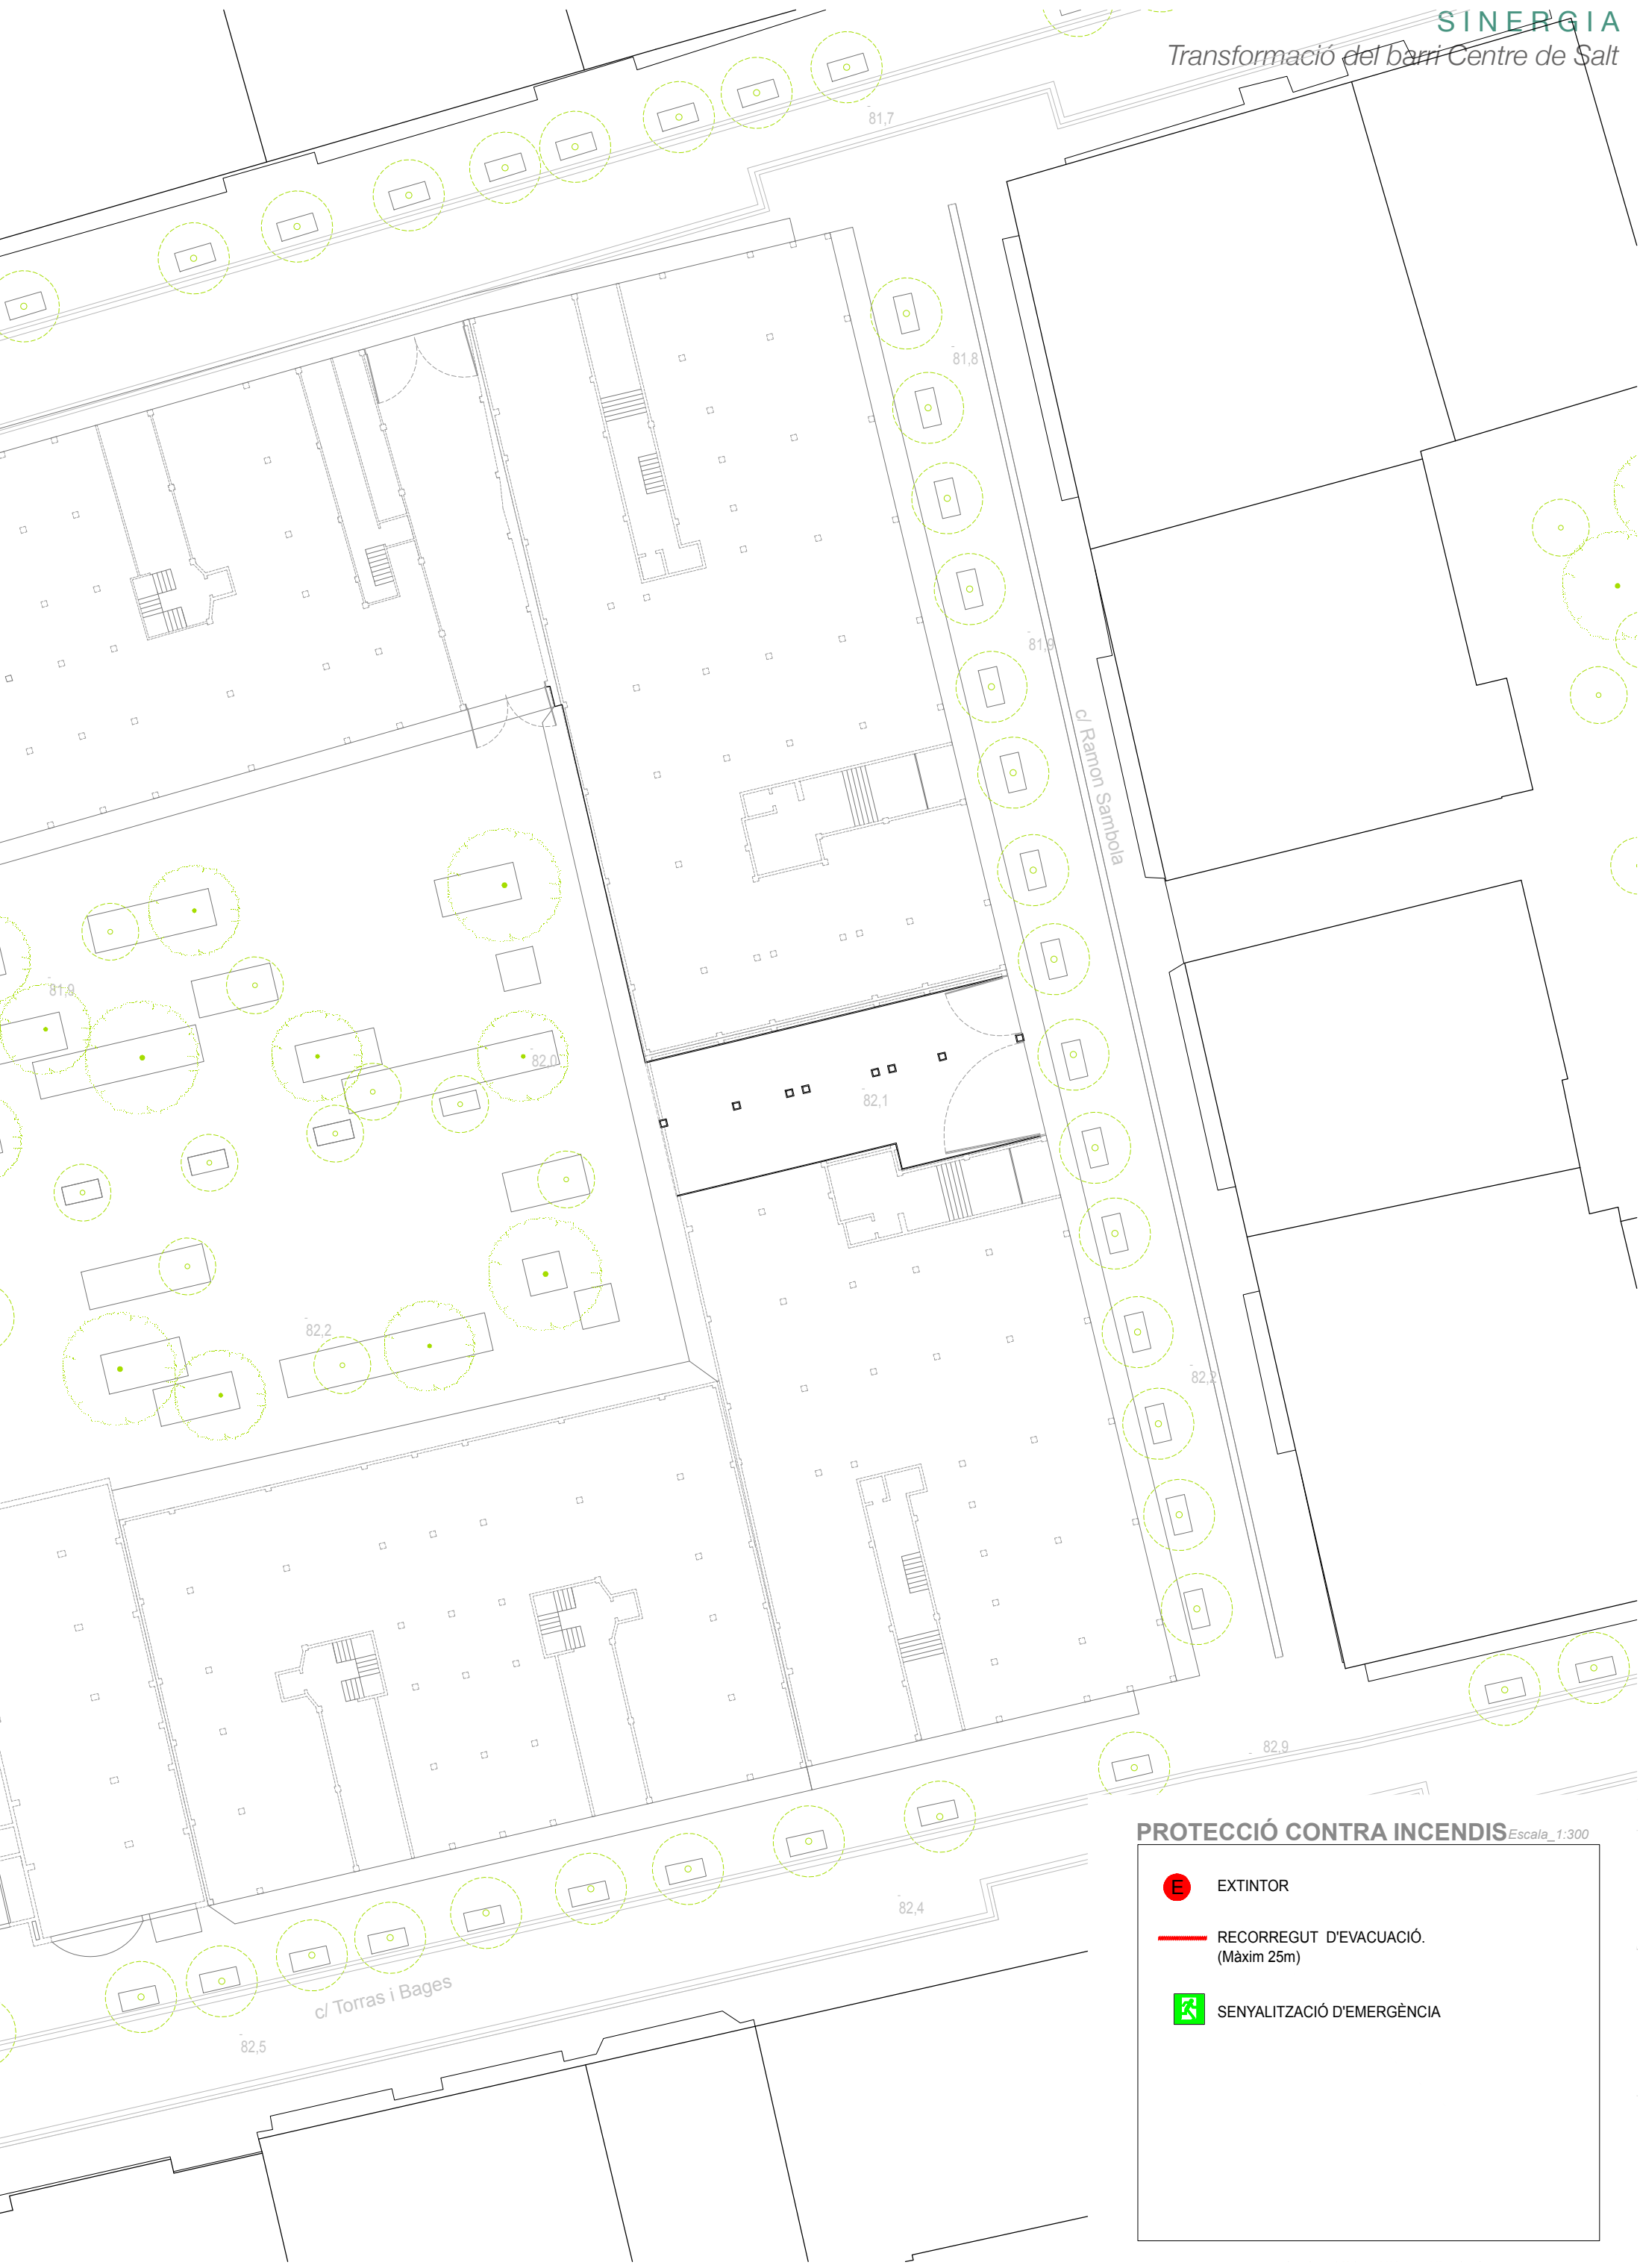 SINERGIA
Transformació del barri Centre de Salt
81,7
81,8
81,9
c/ Ramon Sambola
81,9
82,0
82,1
82,2
82,2
82,9
82,4
c/ Torras i Bages
82,5
PROTECCIÓ CONTRA INCENDIS Escala_1:300
E EXTINTOR
RECORREGUT D'EVACUACIÓ.
(Màxim 25m)
SENYALITZACIÓ D'EMERGÈNCIA